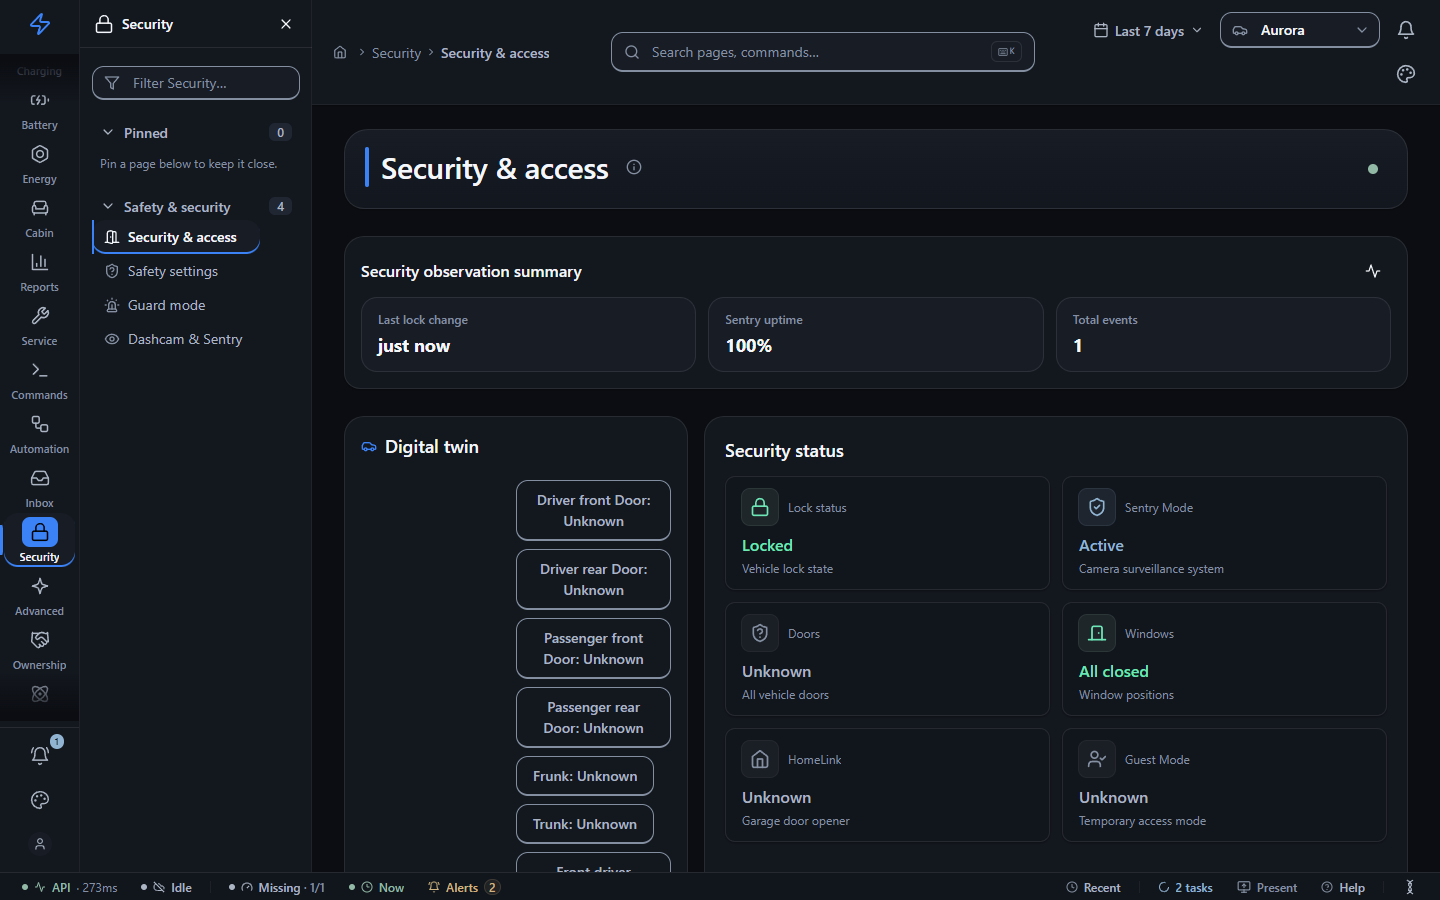 Security
Filter Security...
Pinned
0
Pin a page below to keep it close.
Safety & security
4
Security & access
Safety settings
Guard mode
Dashcam & Sentry
Charging
Battery
Energy
Cabin
Reports
Service
Commands
Automation
Inbox
Security
Advanced
Ownership
1
Security
Security & access
Search pages, commands...
K
Last 7 days
Aurora
Security & access
Security observation summary
Last lock change
just now
Sentry uptime
100%
Total events
1
Digital twin
Driver front Door:
Unknown
Driver rear Door:
Unknown
Passenger front
Door: Unknown
Passenger rear
Door: Unknown
Frunk: Unknown
Trunk: Unknown
Front driver
Security status
Lock status
Locked
Vehicle lock state
Sentry Mode
Active
Camera surveillance system
Doors
Unknown
All vehicle doors
Windows
All closed
Window positions
HomeLink
Unknown
Garage door opener
Guest Mode
Unknown
Temporary access mode
API · 273ms
Idle
Missing · 1/1
Now
Alerts 2
Recent
2 tasks
Present
Help